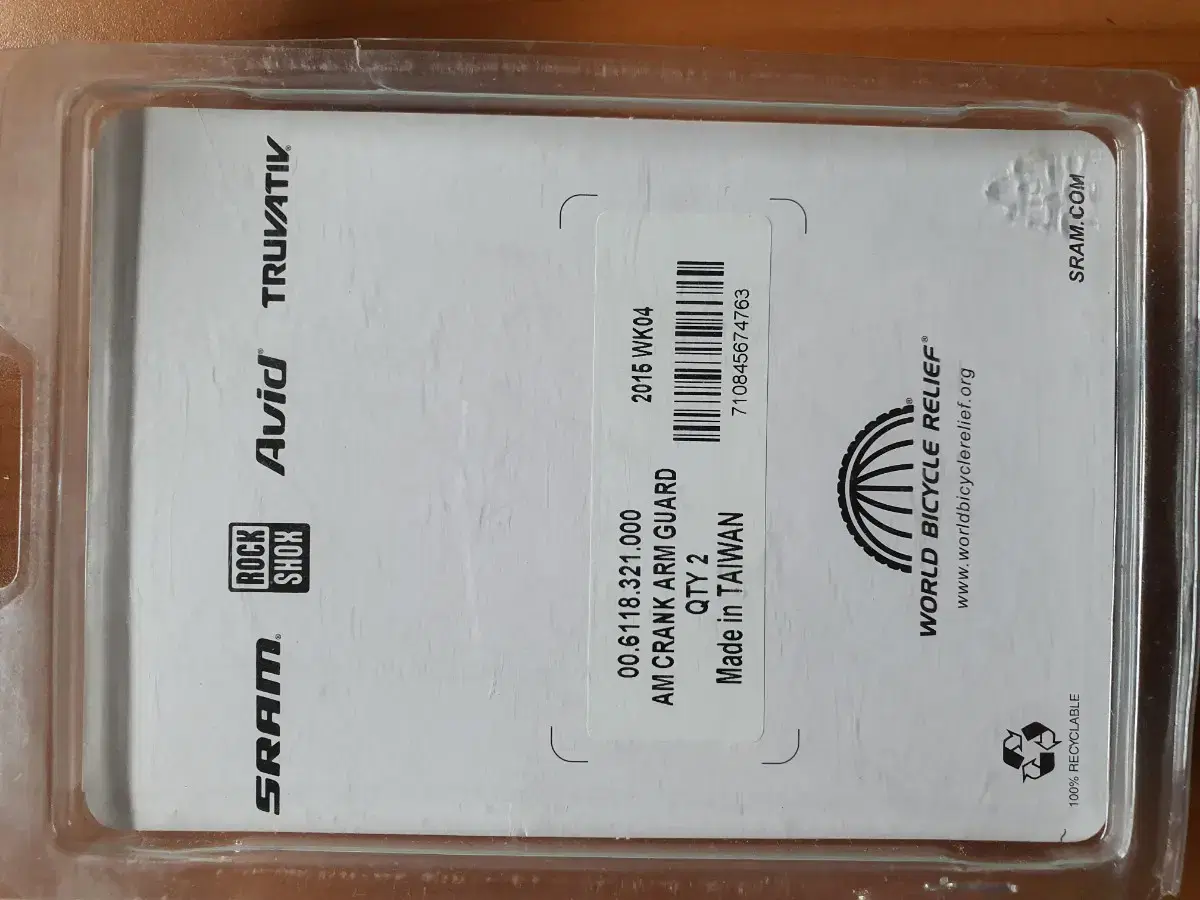 SRAM®
ROCK
SHOX
Avid®
TRUVATIV®
00.6118.321.000
2015 WK04
AM CRANK ARM GUARD
QTY 2
Made in TAIWAN
710845674763
WORLD BICYCLE RELIEF®
www.worldbicyclerelief.org
100% RECYCLABLE
SRAM.COM